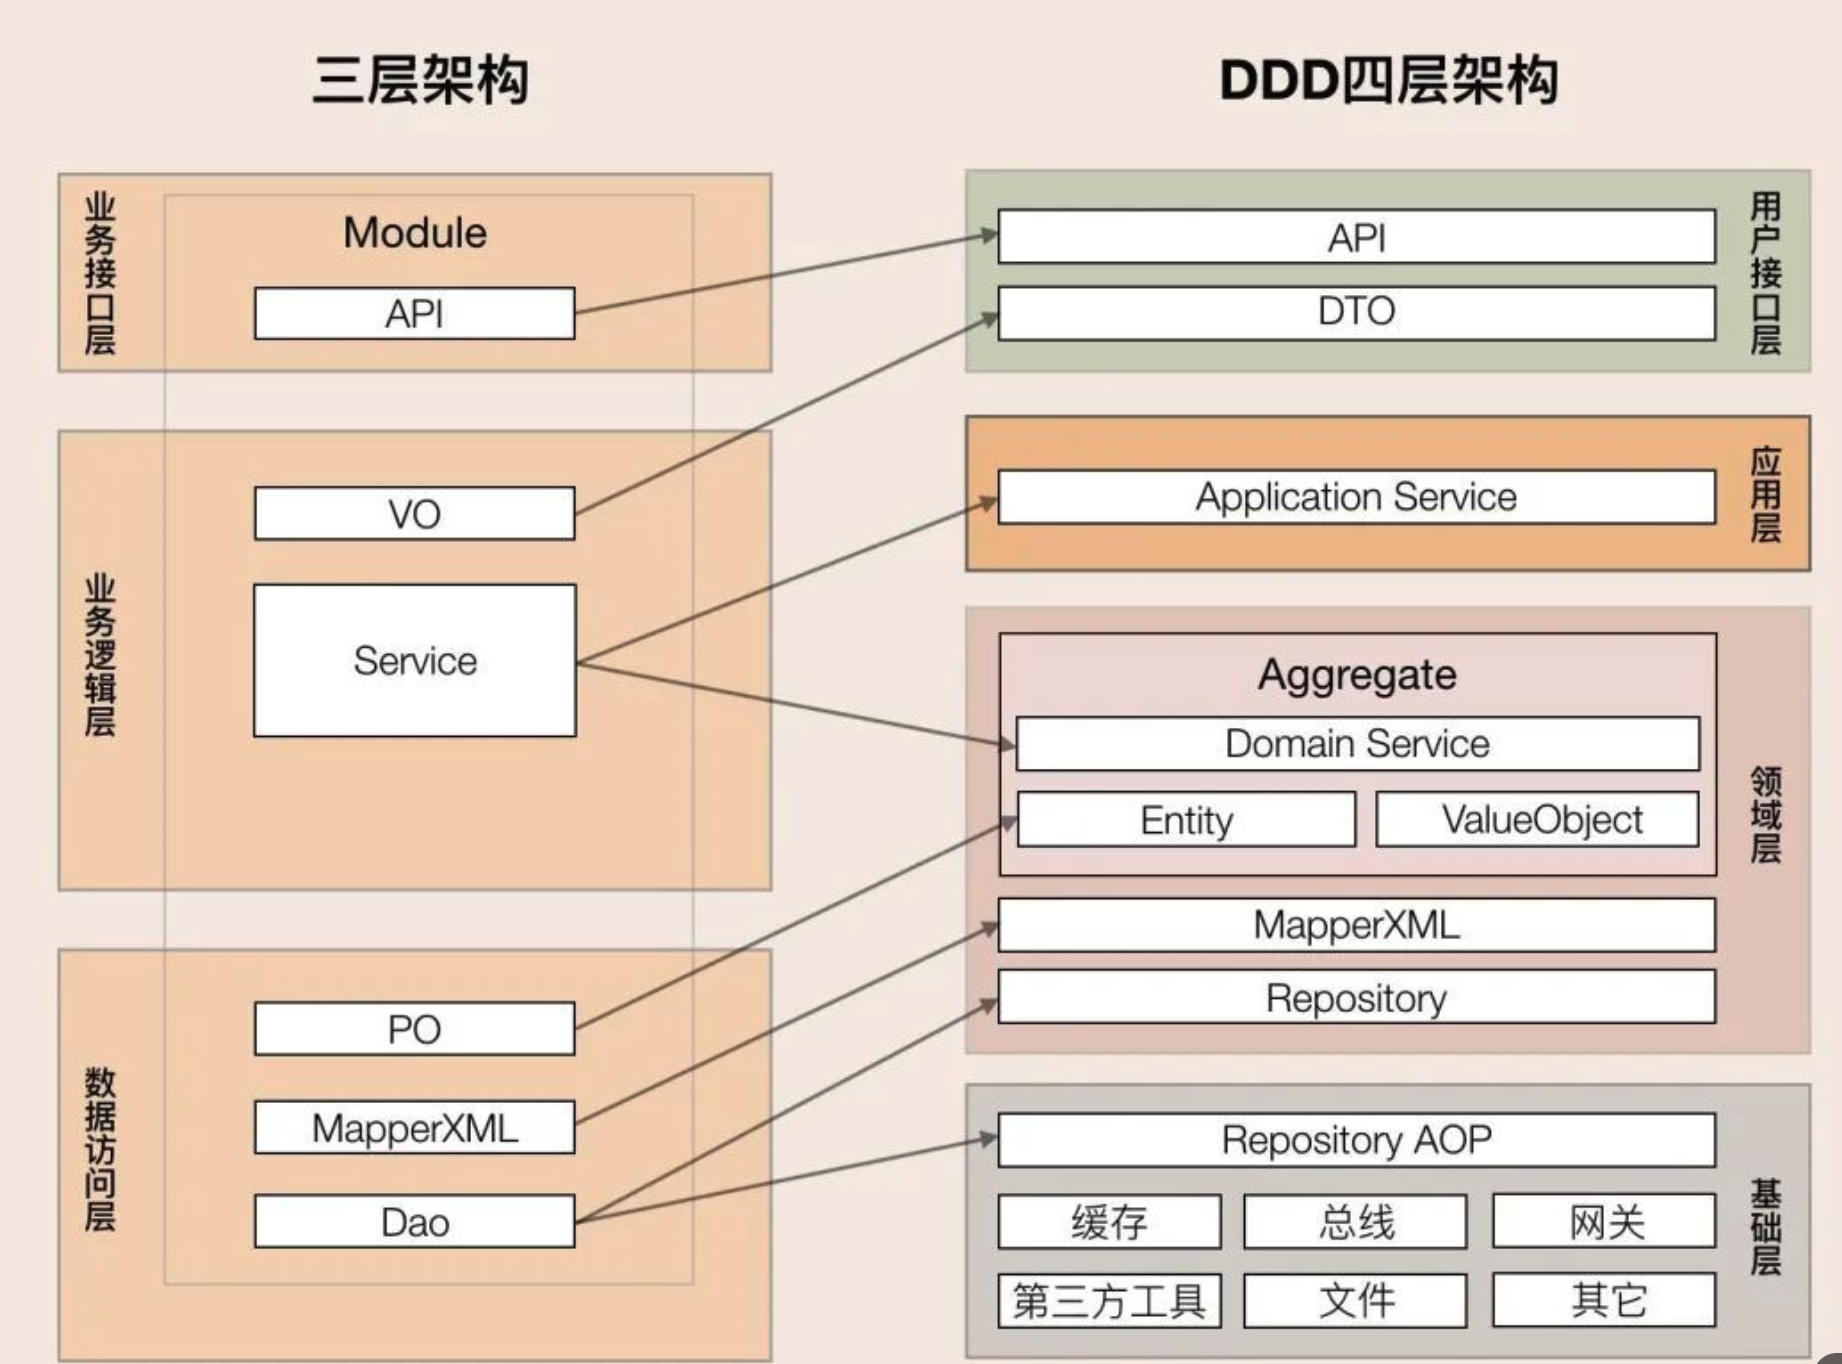 三层架构
业务接口层
Module
API
业务逻辑层
VO
Service
数据访问层
PO
MapperXML
Dao
DDD四层架构
API
DTO
用户接口层
Application Service
应用层
Aggregate
Domain Service
Entity
ValueObject
MapperXML
Repository
领域层
Repository AOP
缓存
总线
网关
第三方工具
文件
其它
基础层